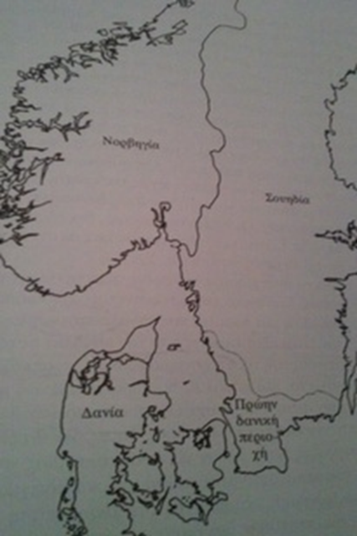 Νορβηγία
Σουηδία
Δανία
Πρώην
δανική
περιο-
χή